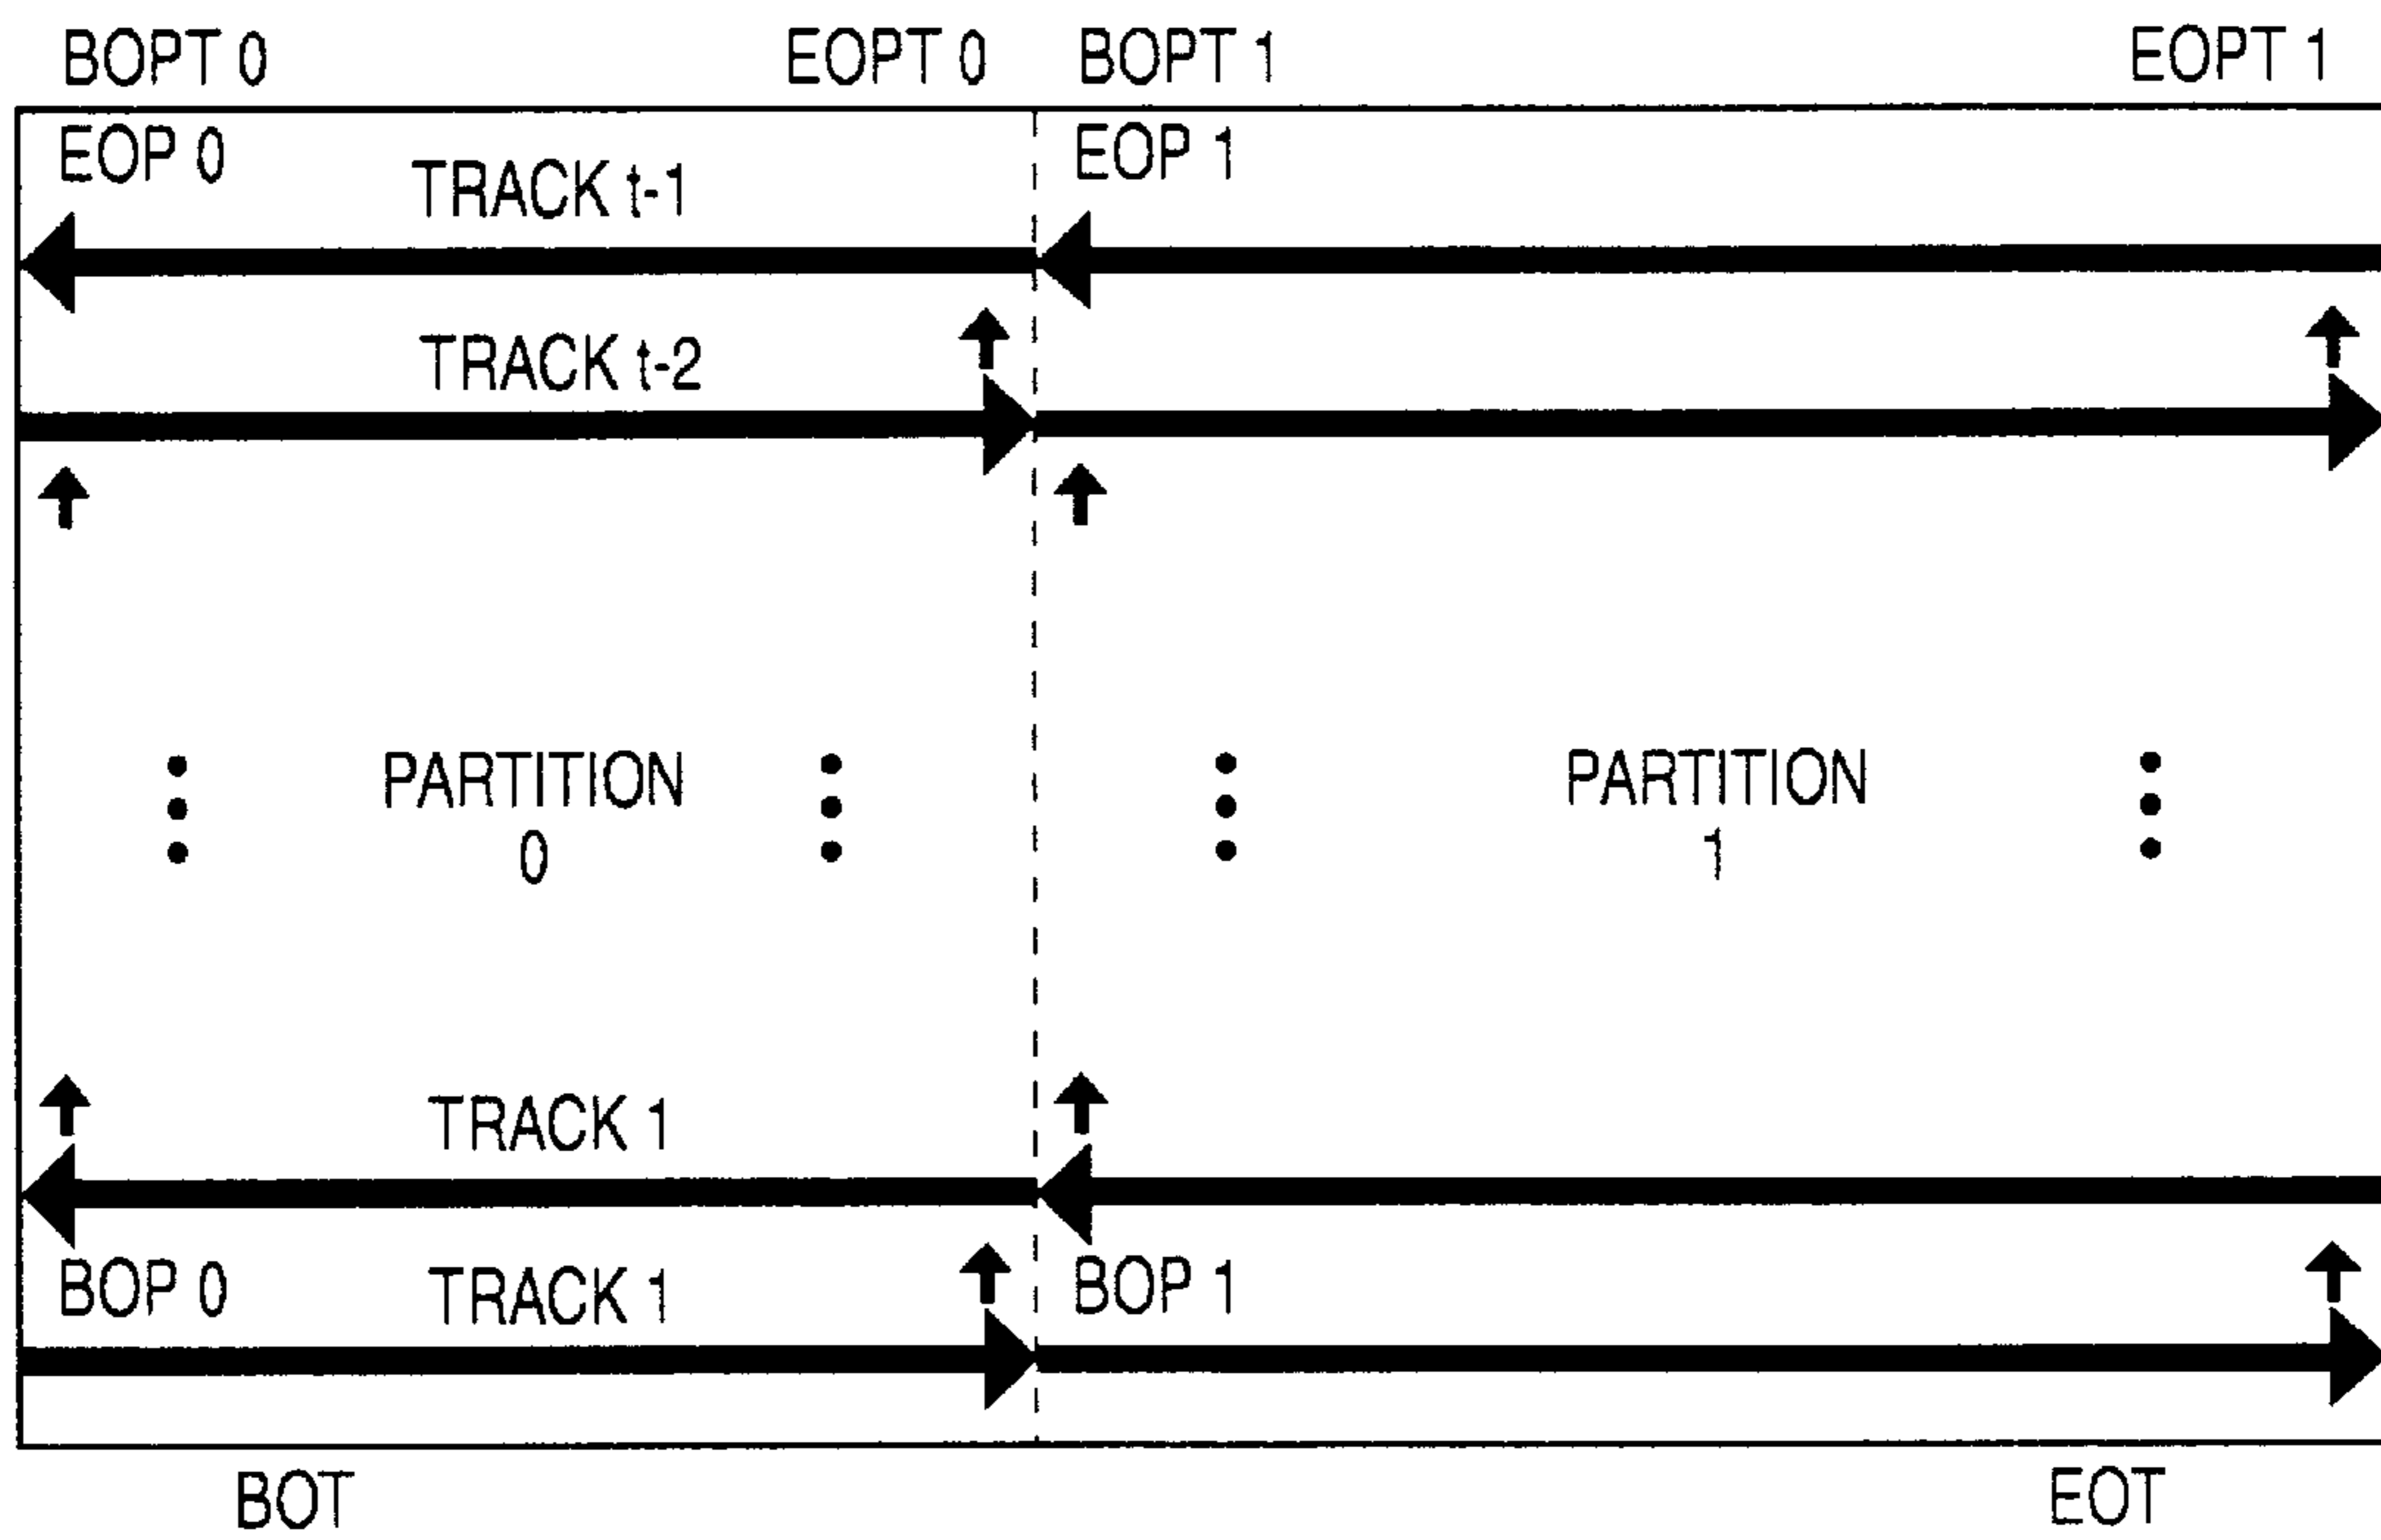 BOPT 0 EOPT 0 BOPT 1 EOPT 1
EOP 0 EOP 1
TRACK t-1
TRACK t-2
PARTITION
0
PARTITION
1
TRACK 1
BOP 0 TRACK 1 BOP 1
BOT EOT